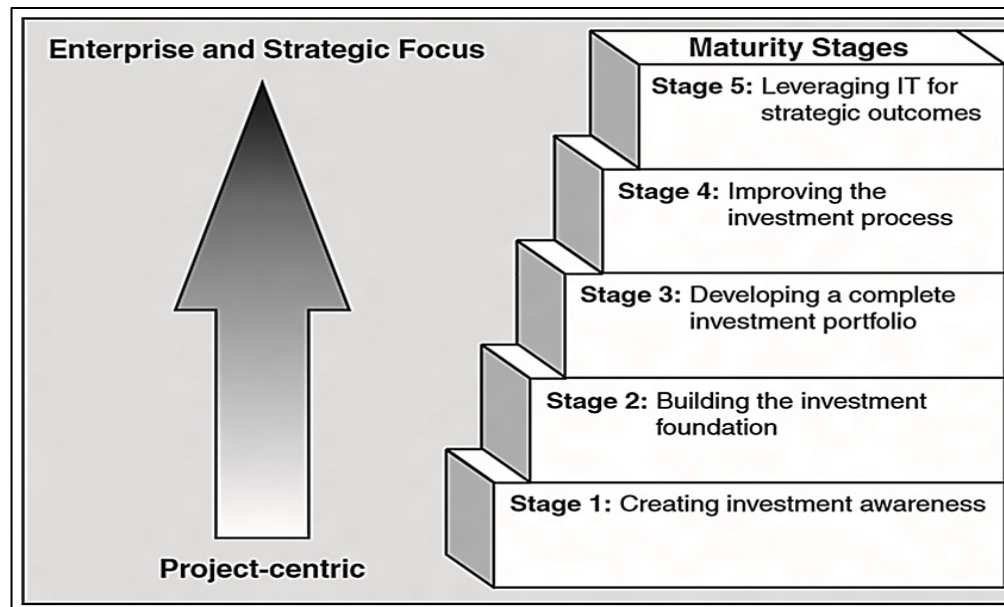 Enterprise and Strategic Focus
Project-centric
Maturity Stages
Stage 5: Leveraging IT for
strategic outcomes
Stage 4: Improving the
investment process
Stage 3: Developing a complete
investment portfolio
Stage 2: Building the investment
foundation
Stage 1: Creating investment awareness